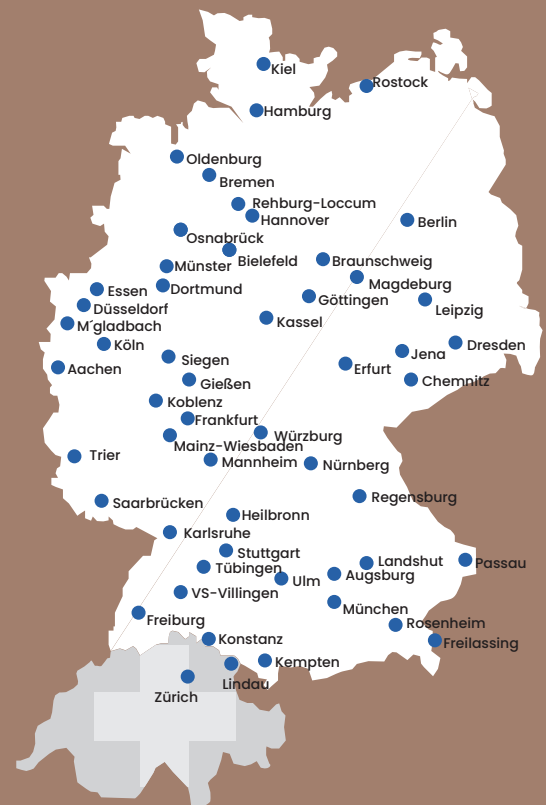 Kiel
Rostock
Hamburg
Oldenburg
Bremen
Rehburg-Loccum
Hannover
Berlin
Osnabrück
Bielefeld
Braunschweig
Münster
Magdeburg
Essen
Dortmund
Göttingen
Düsseldorf
Leipzig
M´gladbach
Kassel
Köln
Dresden
Jena
Siegen
Aachen
Erfurt
Gießen
Chemnitz
Koblenz
Frankfurt
Würzburg
Mainz-Wiesbaden
Trier
Mannheim
Nürnberg
Regensburg
Saarbrücken
Heilbronn
Karlsruhe
Stuttgart
Landshut
Passau
Tübingen
Augsburg
Ulm
VS-Villingen
München
Freiburg
Rosenheim
Konstanz
Freilassing
Kempten
Lindau
Zürich